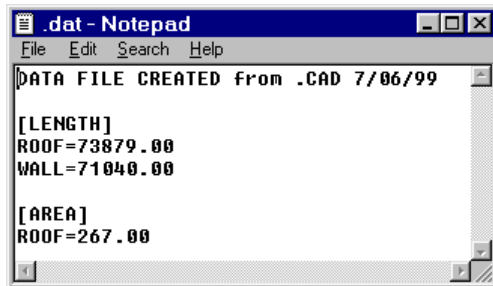 .dat - Notepad
File Edit Search Help
DATA FILE CREATED from .CAD 7/06/99
[LENGTH]
ROOF=73879.00
WALL=71040.00
[AREA]
ROOF=267.00